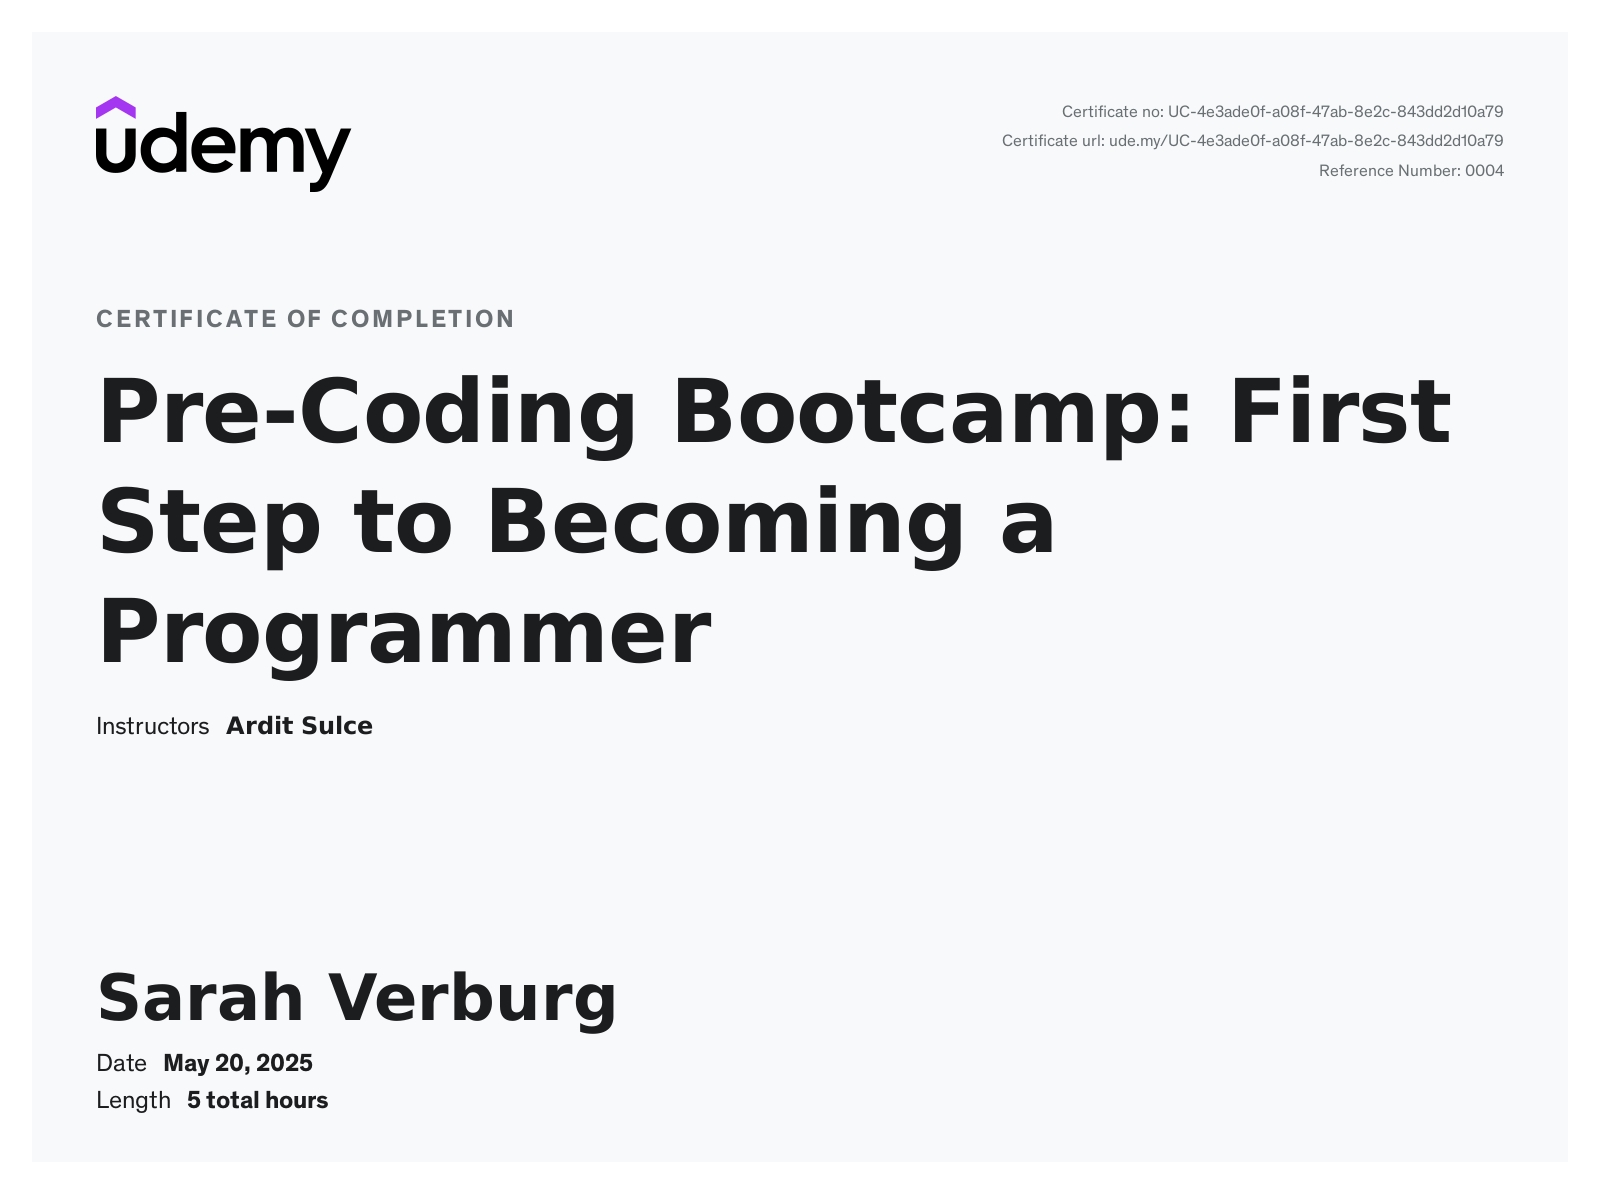 udemy
Certificate no: UC-4e3ade0f-a08f-47ab-8e2c-843dd2d10a79
Certificate url: ude.my/UC-4e3ade0f-a08f-47ab-8e2c-843dd2d10a79
Reference Number: 0004
CERTIFICATE OF COMPLETION
Pre-Coding Bootcamp: First
Step to Becoming a
Programmer
Instructors Ardit Sulce
Sarah Verburg
Date May 20, 2025
Length 5 total hours